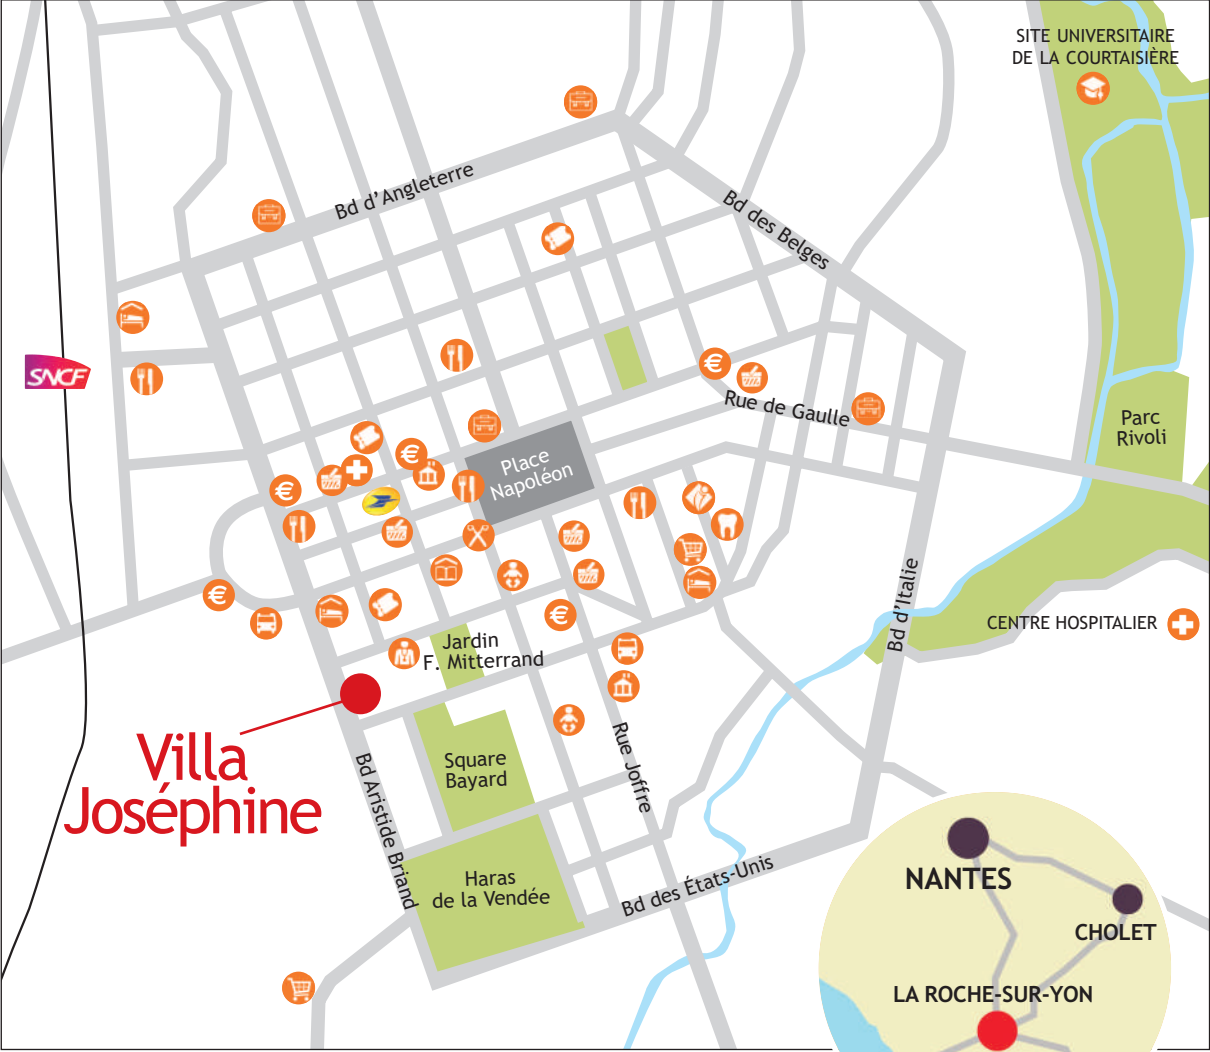 SITE UNIVERSITAIRE
DE LA COURTAISIÈRE
Bd d'Angleterre
Bd des Belges
SNCF
€
Rue de Gaulle
Parc
Rivoli
€
Place
Napoléon
€
€
Bd d'Italie
CENTRE HOSPITALIER
€
Jardin
F. Mitterrand
Villa
Joséphine
Square
Bayard
Rue Joffre
Bd Aristide Briand
Haras
de la Vendée
Bd des États-Unis
NANTES
CHOLET
LA ROCHE-SUR-YON